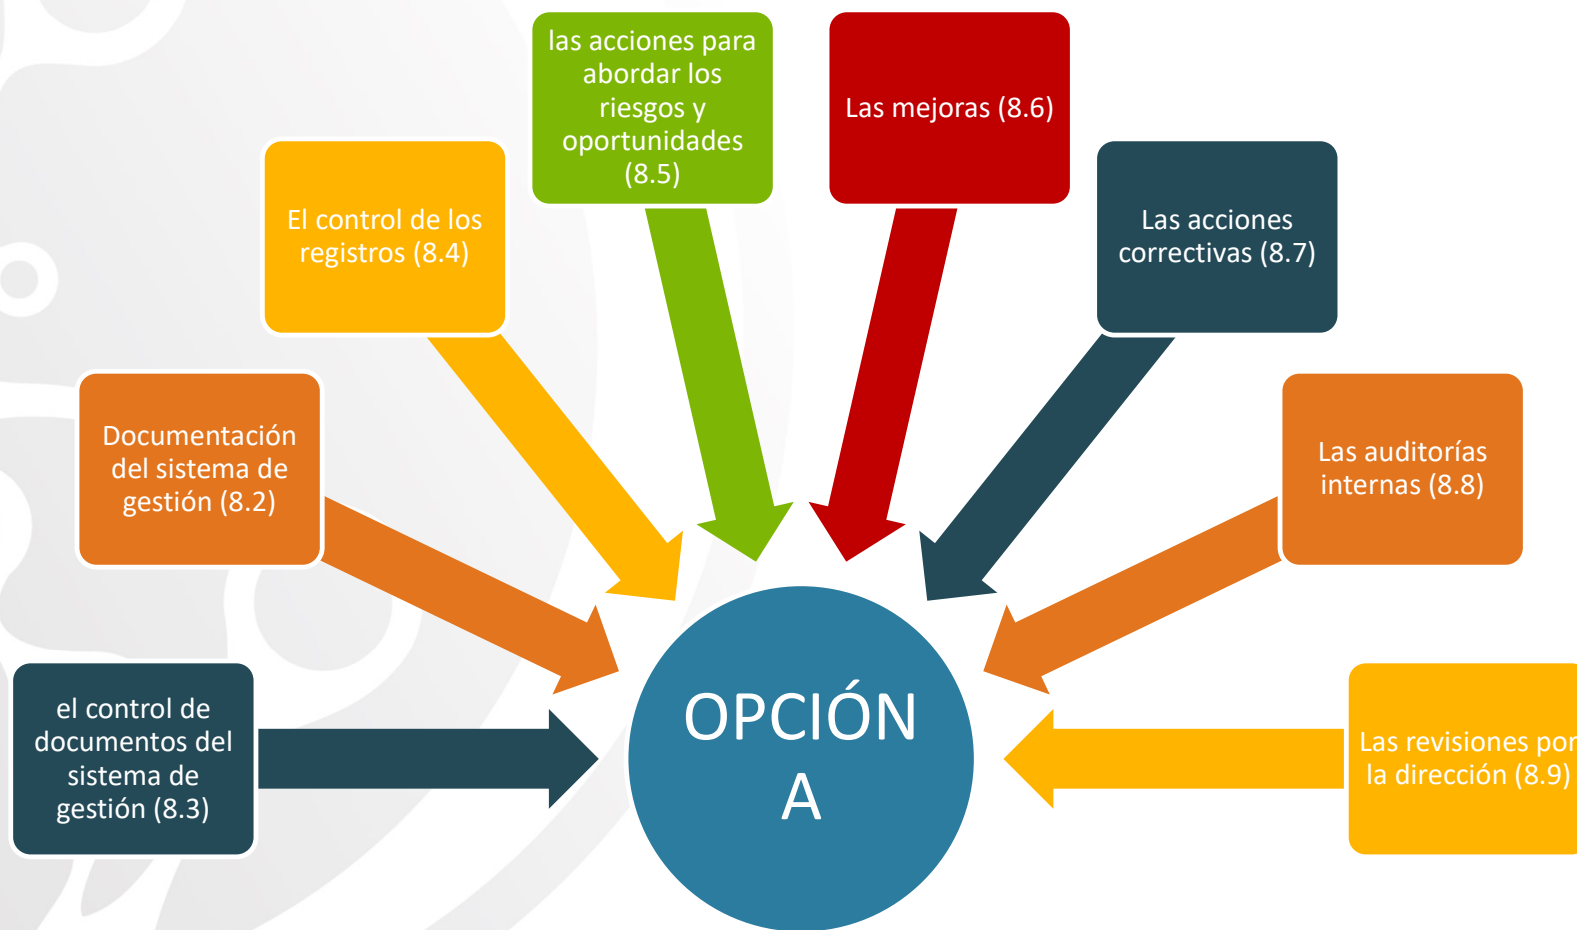 las acciones para
abordar los
riesgos y
oportunidades
(8.5)
Las mejoras (8.6)
El control de los
registros (8.4)
Las acciones
correctivas (8.7)
Documentación
del sistema de
gestión (8.2)
Las auditorías
internas (8.8)
el control de
documentos del
sistema de
gestión (8.3)
OPCIÓN
A
Las revisiones por
la dirección (8.9)